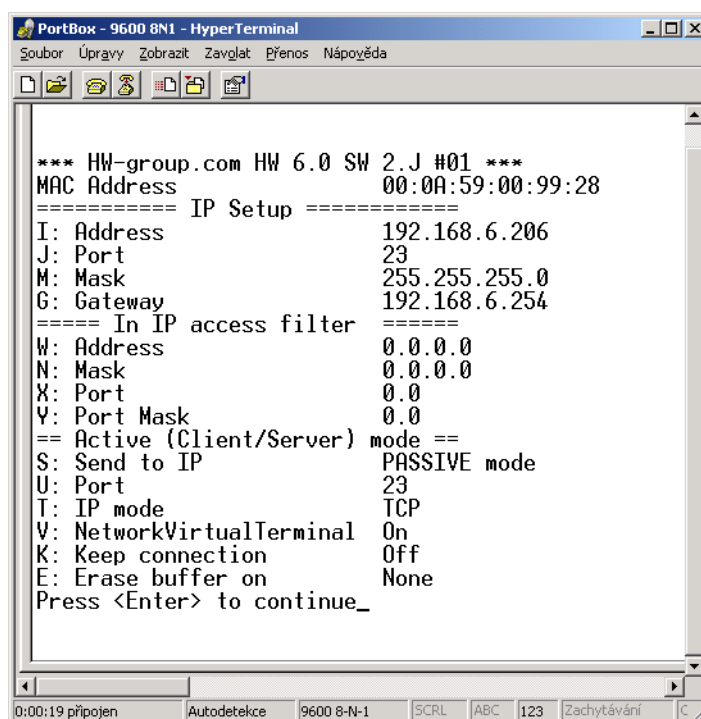 PortBox - 9600 8N1 - HyperTerminal
Soubor Úpravy Zobrazit Zavolat Přenos Nápověda
*** HW-group.com HW 6.0 SW 2.J #01 ***
MAC Address 00:0A:59:00:99:28
=========== IP Setup ============
I: Address 192.168.6.206
J: Port 23
M: Mask 255.255.255.0
G: Gateway 192.168.6.254
===== In IP access filter ======
W: Address 0.0.0.0
N: Mask 0.0.0.0
X: Port 0.0
Y: Port Mask 0.0
== Active (Client/Server) mode ==
S: Send to IP PASSIVE mode
U: Port 23
T: IP mode TCP
V: NetworkVirtualTerminal On
K: Keep connection Off
E: Erase buffer on None
Press <Enter> to continue_
0:00:19 připojen Autodetekce 9600 8-N-1 SCRL ABC 123 Zachytávání